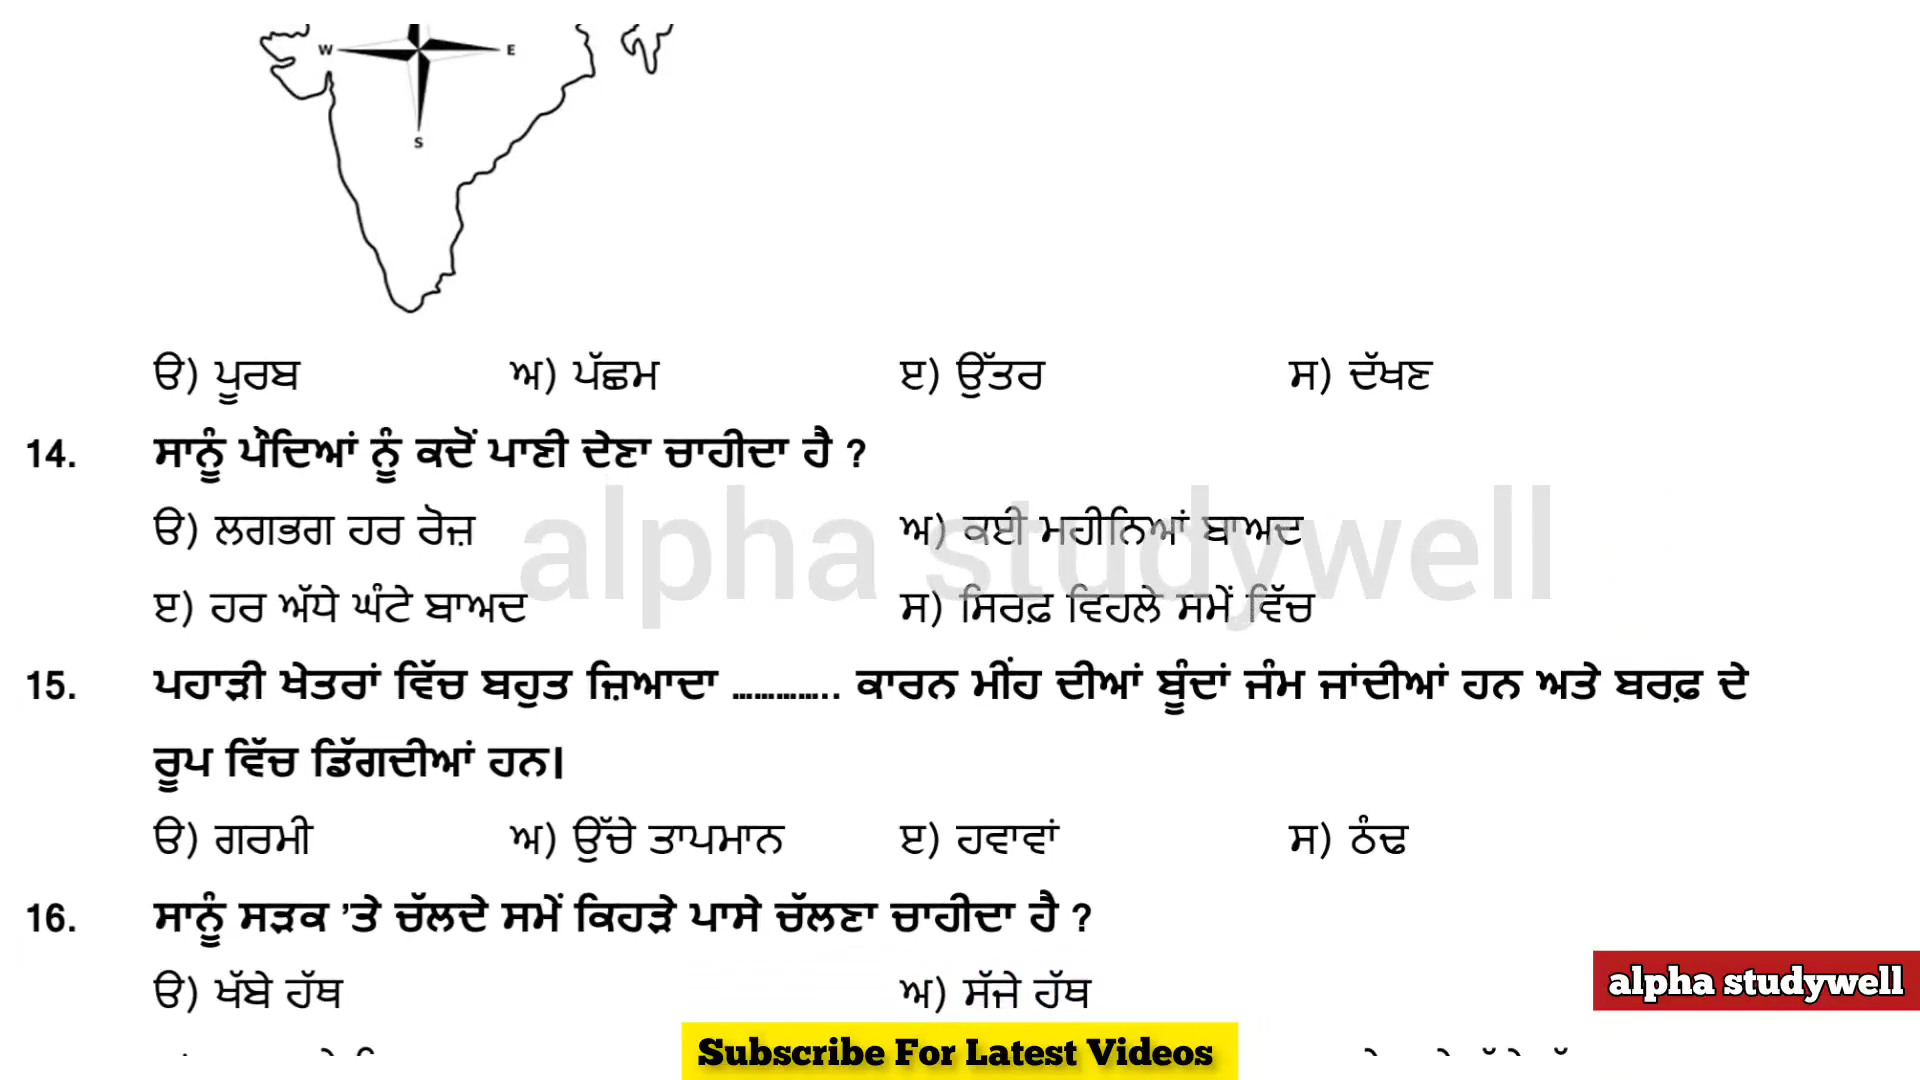 W E
S
ੳ) ਪੂਰਬ ਅ) ਪੱਛਮ ੲ) ਉੱਤਰ ਸ) ਦੱਖਣ
14. ਸਾਨੂੰ ਪੌਦਿਆਂ ਨੂੰ ਕਦੋਂ ਪਾਣੀ ਦੇਣਾ ਚਾਹੀਦਾ ਹੈ ?
ੳ) ਲਗਭਗ ਹਰ ਰੋਜ਼ ਅ) ਕਈ ਮਹੀਨਿਆਂ ਬਾਅਦ
alpha studywell
ੲ) ਹਰ ਅੱਧੇ ਘੰਟੇ ਬਾਅਦ ਸ) ਸਿਰਫ਼ ਵਿਹਲੇ ਸਮੇਂ ਵਿੱਚ
15. ਪਹਾੜੀ ਖੇਤਰਾਂ ਵਿੱਚ ਬਹੁਤ ਜ਼ਿਆਦਾ ………….. ਕਾਰਨ ਮੀਂਹ ਦੀਆਂ ਬੂੰਦਾਂ ਜੰਮ ਜਾਂਦੀਆਂ ਹਨ ਅਤੇ ਬਰਫ਼ ਦੇ
ਰੂਪ ਵਿੱਚ ਡਿੱਗਦੀਆਂ ਹਨ।
ੳ) ਗਰਮੀ ਅ) ਉੱਚੇ ਤਾਪਮਾਨ ੲ) ਹਵਾਵਾਂ ਸ) ਠੰਢ
16. ਸਾਨੂੰ ਸੜਕ ’ਤੇ ਚੱਲਦੇ ਸਮੇਂ ਕਿਹੜੇ ਪਾਸੇ ਚੱਲਣਾ ਚਾਹੀਦਾ ਹੈ ?
ੳ) ਖੱਬੇ ਹੱਥ ਅ) ਸੱਜੇ ਹੱਥ
alpha studywell
Subscribe For Latest Videos